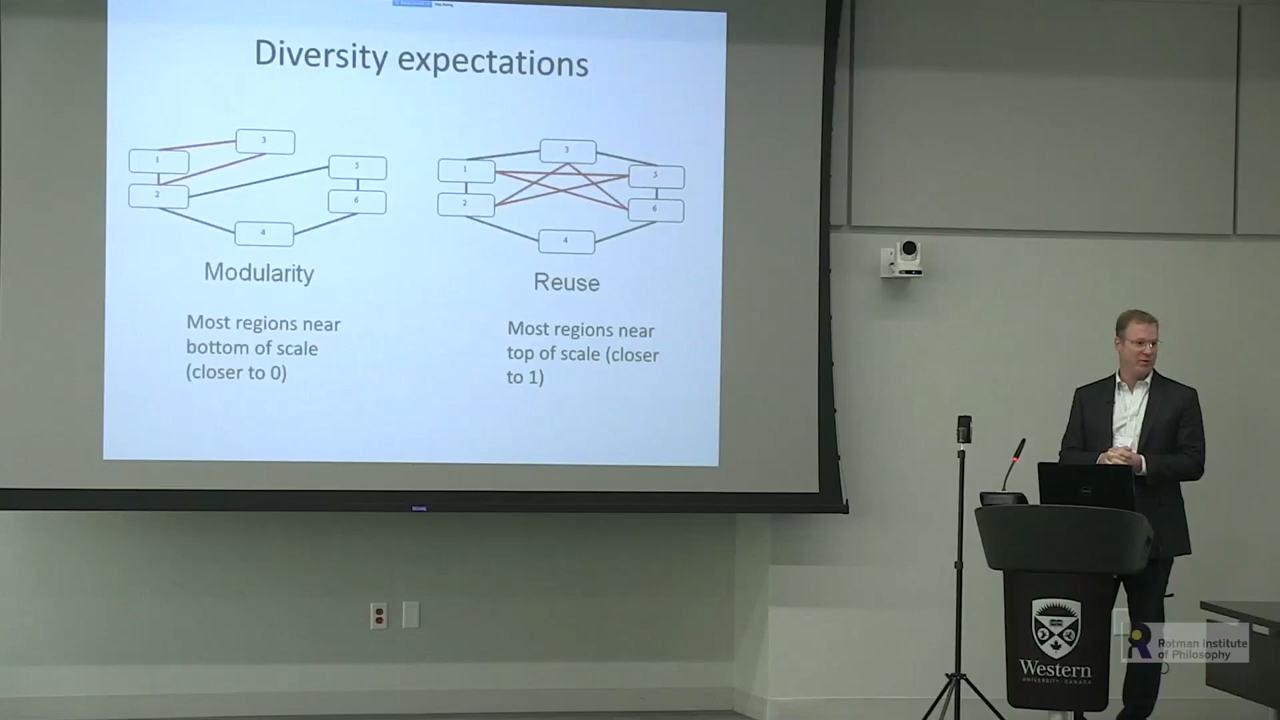 Diversity expectations
3
1
2
5
6
4
Modularity
Most regions near
bottom of scale
(closer to 0)
3
1
2
5
6
4
Reuse
Most regions near
top of scale (closer
to 1)
Western
UNIVERSITY · CANADA
Rotman Institute
of Philosophy